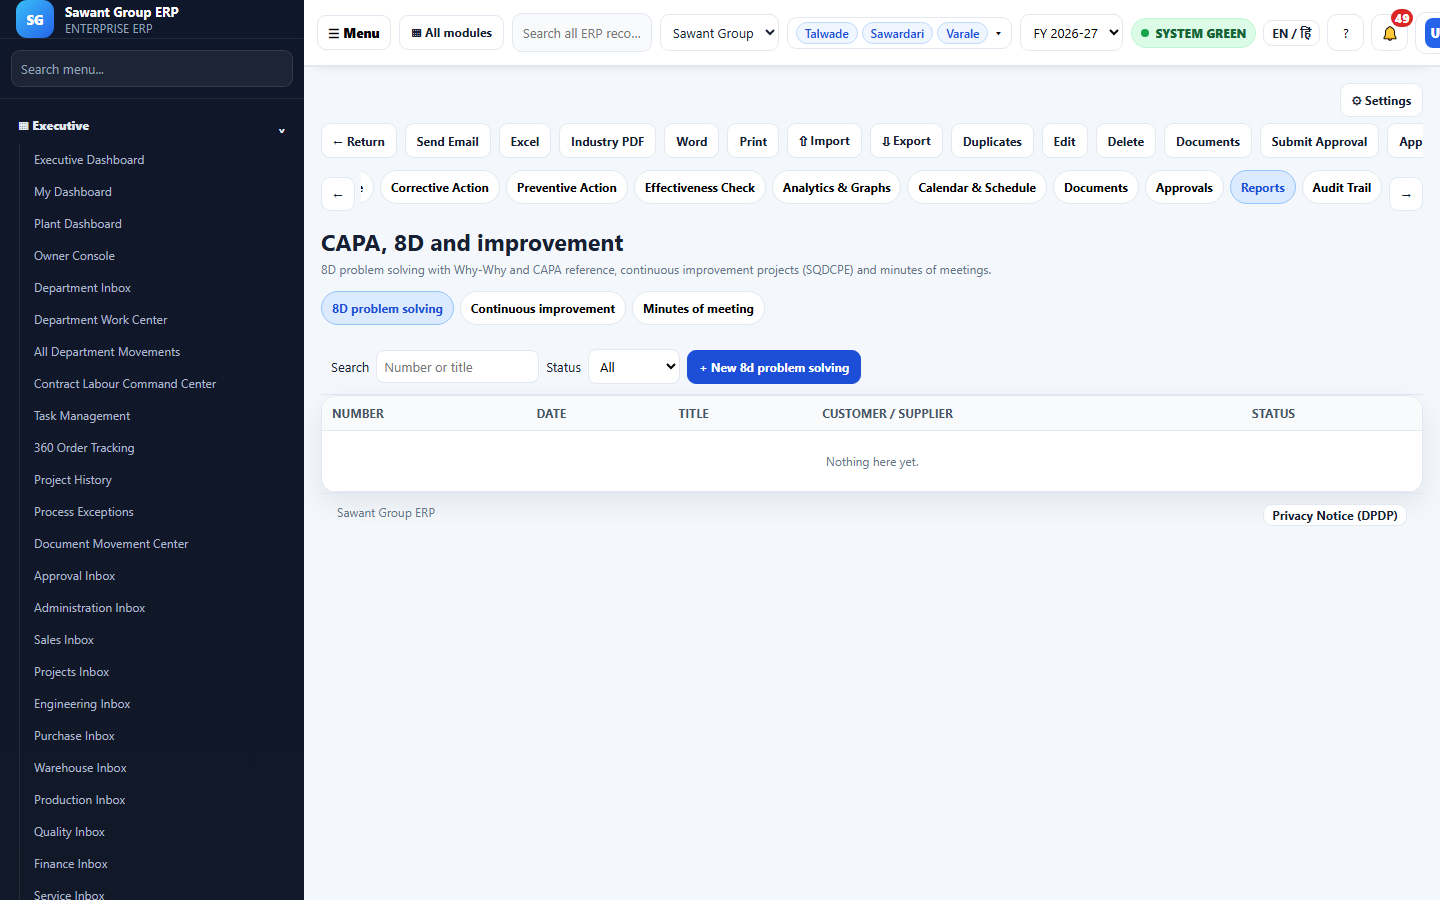 SG
Sawant Group ERP
ENTERPRISE ERP
Search menu...
Executive
Executive Dashboard
My Dashboard
Plant Dashboard
Owner Console
Department Inbox
Department Work Center
All Department Movements
Contract Labour Command Center
Task Management
360 Order Tracking
Project History
Process Exceptions
Document Movement Center
Approval Inbox
Administration Inbox
Sales Inbox
Projects Inbox
Engineering Inbox
Purchase Inbox
Warehouse Inbox
Production Inbox
Quality Inbox
Finance Inbox
Service Inbox
☰ Menu
All modules
Search all ERP reco...
Sawant Group
Talwade Sawardari Varale
FY 2026-27
SYSTEM GREEN
EN / हिं
?
49
U
⚙ Settings
← Return
Send Email
Excel
Industry PDF
Word
Print
⇧ Import
⇩ Export
Duplicates
Edit
Delete
Documents
Submit Approval
App
←
Corrective Action
Preventive Action
Effectiveness Check
Analytics & Graphs
Calendar & Schedule
Documents
Approvals
Reports
Audit Trail
→
CAPA, 8D and improvement
8D problem solving with Why-Why and CAPA reference, continuous improvement projects (SQDCPE) and minutes of meetings.
8D problem solving
Continuous improvement
Minutes of meeting
Search Number or title Status All + New 8d problem solving
NUMBER DATE TITLE CUSTOMER / SUPPLIER STATUS
Nothing here yet.
Sawant Group ERP
Privacy Notice (DPDP)